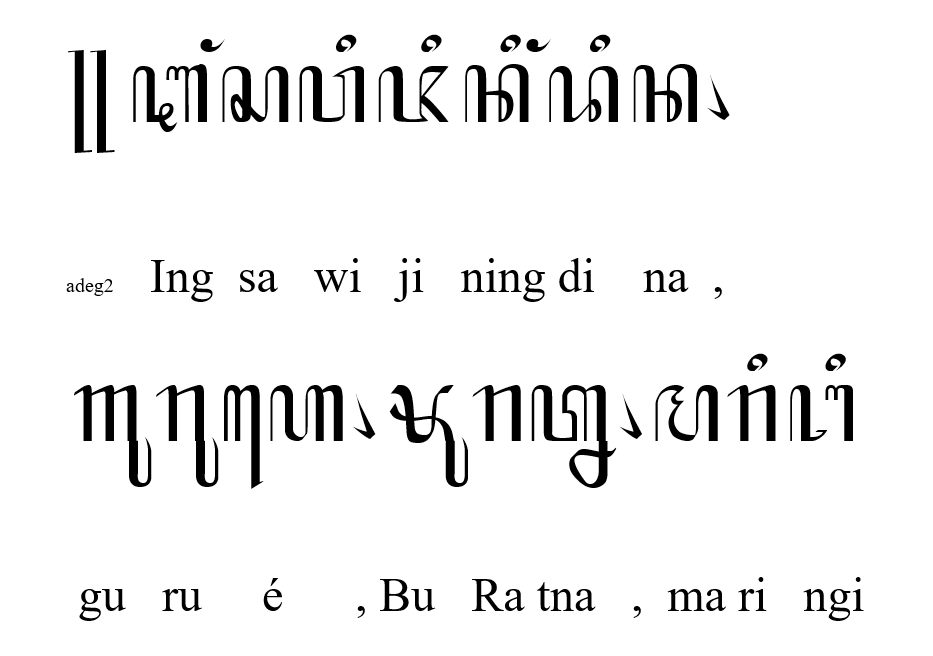 ꧋ꦆꦁꦱꦮꦶꦗꦶꦤꦶꦁꦢꦶꦤ꧈
adeg2 Ing sa wi ji ning di na ,
ꦒꦸꦫꦸꦲꦺ꧈ꦨꦸꦫꦠ꧀ꦤ꧈ꦩꦫꦶꦔꦶ
gu ru é , Bu Ra tna , ma ri ngi